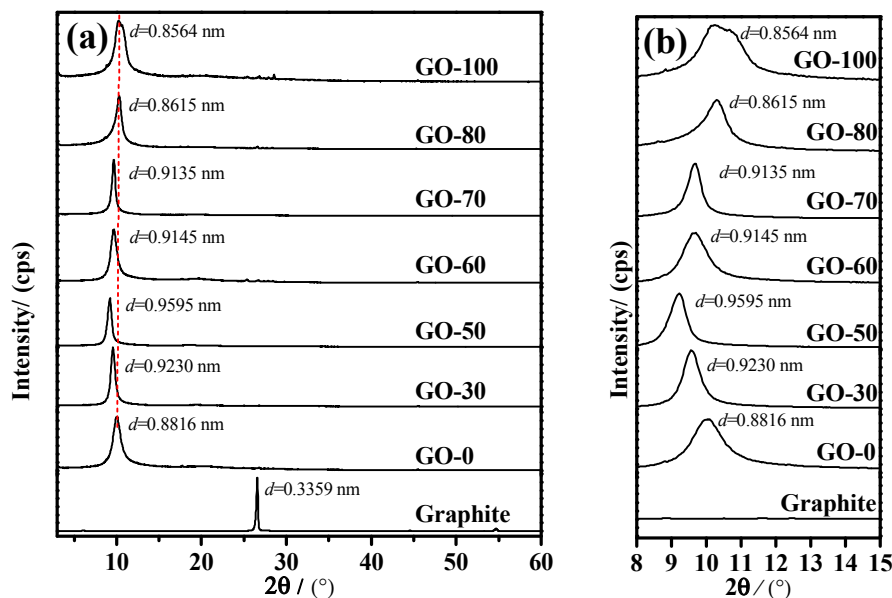 (a)
d=0.8564 nm
GO-100
d=0.8615 nm
GO-80
d=0.9135 nm
GO-70
d=0.9145 nm
GO-60
d=0.9595 nm
GO-50
d=0.9230 nm
GO-30
d=0.8816 nm
GO-0
d=0.3359 nm
Graphite
Intensity/ (cps)
10 20 30 40 50 60
2θ / (°)
(b)
d=0.8564 nm
GO-100
d=0.8615 nm
GO-80
d=0.9135 nm
GO-70
d=0.9145 nm
GO-60
d=0.9595 nm
GO-50
d=0.9230 nm
GO-30
d=0.8816 nm
GO-0
Graphite
Intensity/ (cps)
8 9 10 11 12 13 14 15
2θ / (°)